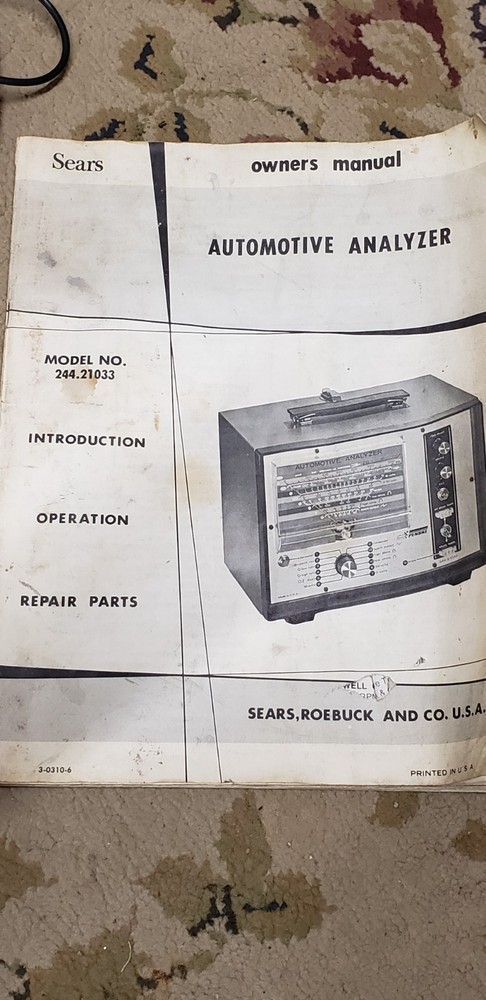 Sears
owners manual
AUTOMOTIVE ANALYZER
MODEL NO.
244.21033
INTRODUCTION
OPERATION
REPAIR PARTS
AUTOMOTIVE ANALYZER
SEARS, ROEBUCK AND CO. U.S.A.
3-0310-6
PRINTED IN U.S.A.